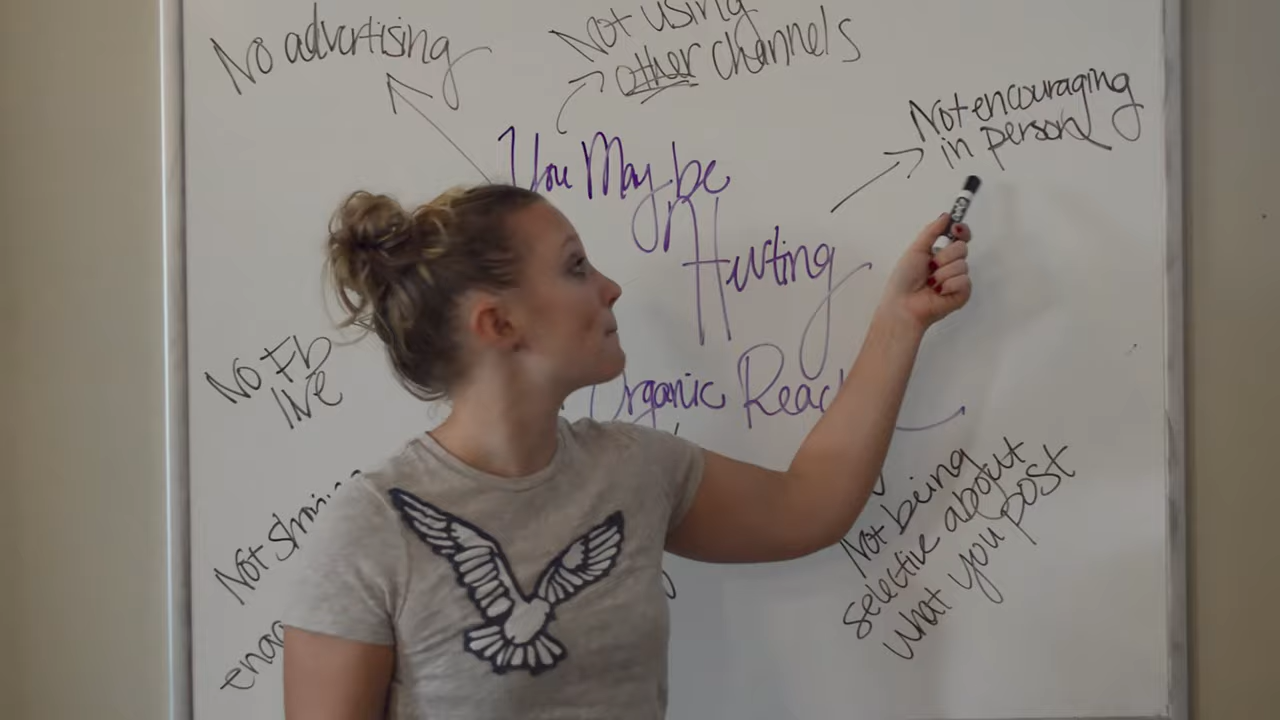 No advertising
Not using
other channels
Not encouraging
in person
You May be
Hurting
Organic
No Fb
live
Not
Not being
selective about
what you post